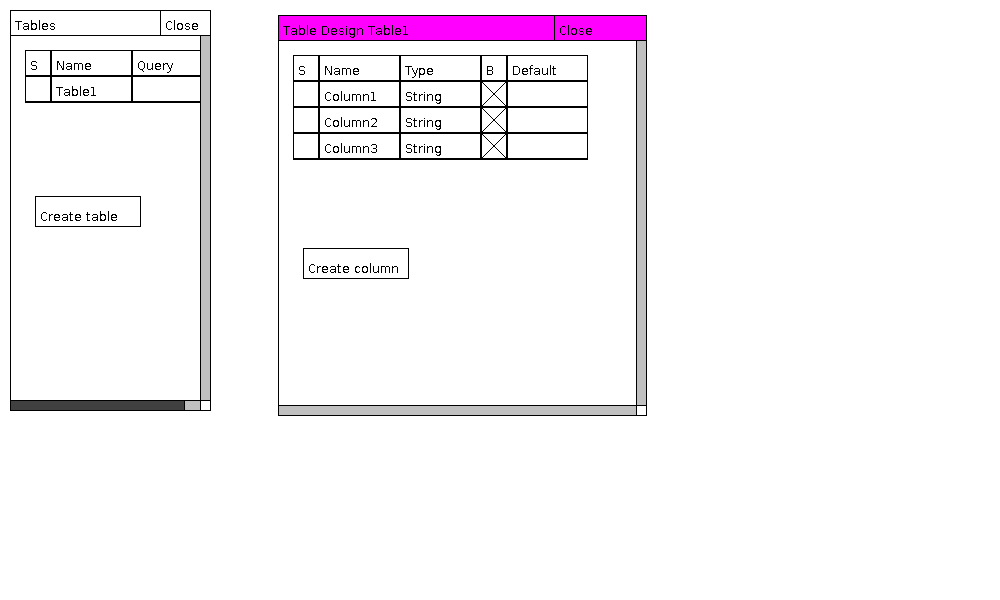 Tables Close
S Name Query
Table1
Create table
Table Design Table1 Close
S Name Type B Default
Column1 String
Column2 String
Column3 String
Create column